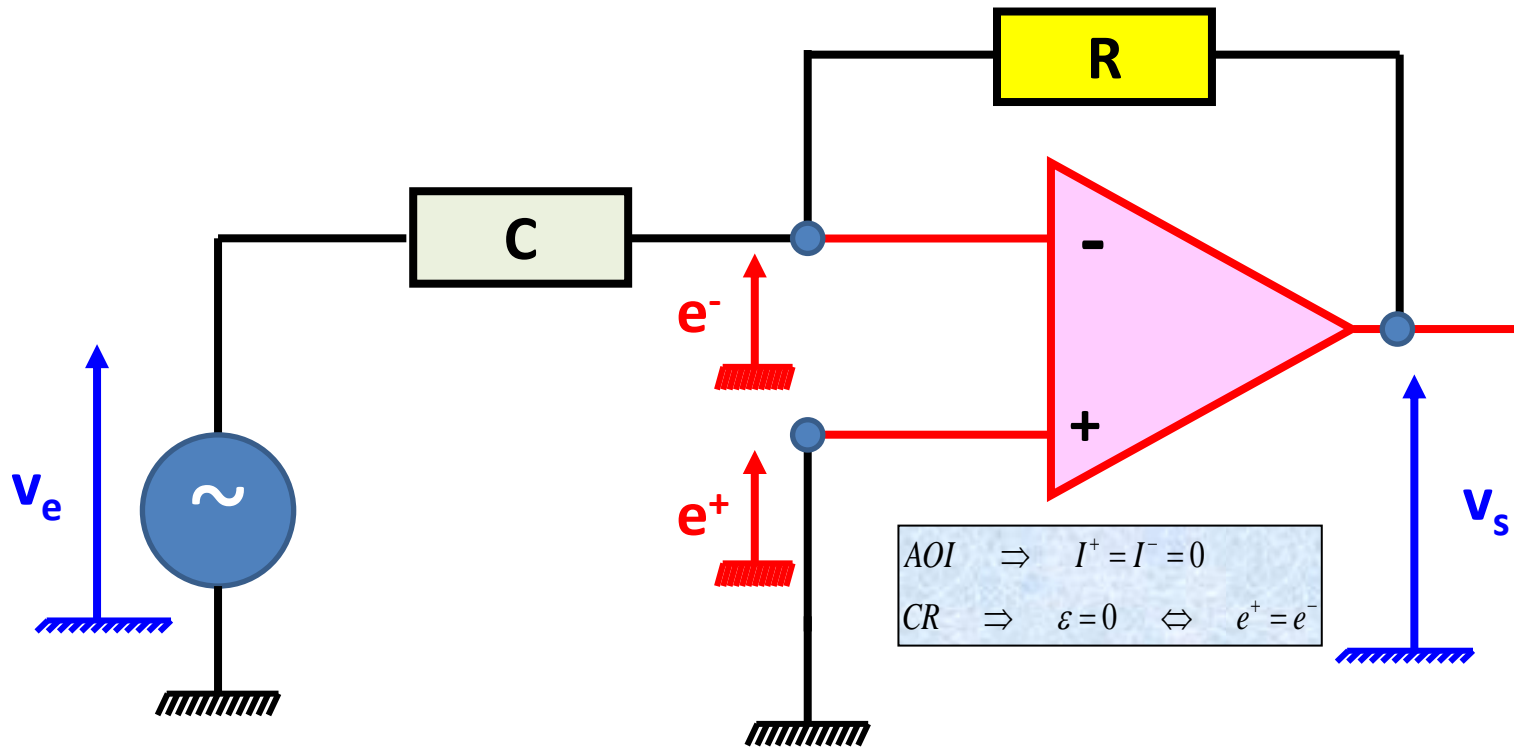 R
C
-
e⁻
+
e⁺
~
vₑ
vₛ
AOI ⇒ I⁺ = I⁻ = 0
CR ⇒ ε = 0 ⇔ e⁺ = e⁻